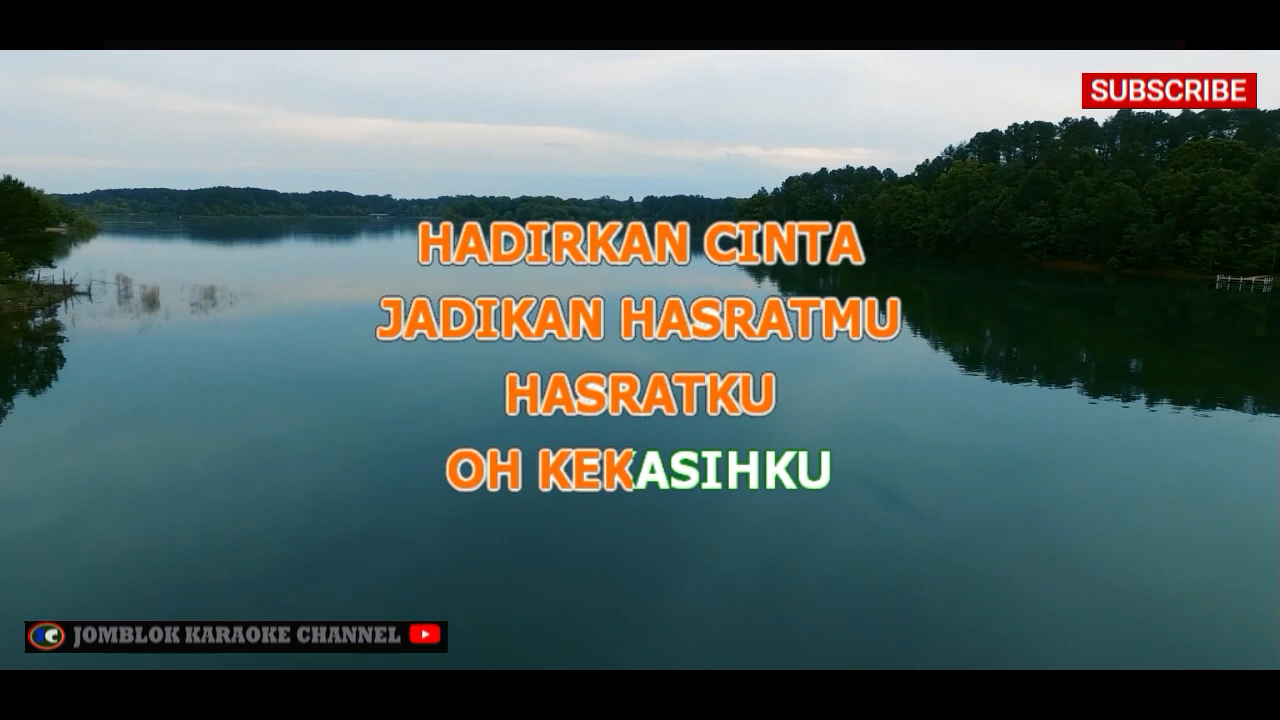 SUBSCRIBE
HADIRKAN CINTA
JADIKAN HASRATMU
HASRATKU
OH KEKASIHKU
JOMBLOK KARAOKE CHANNEL